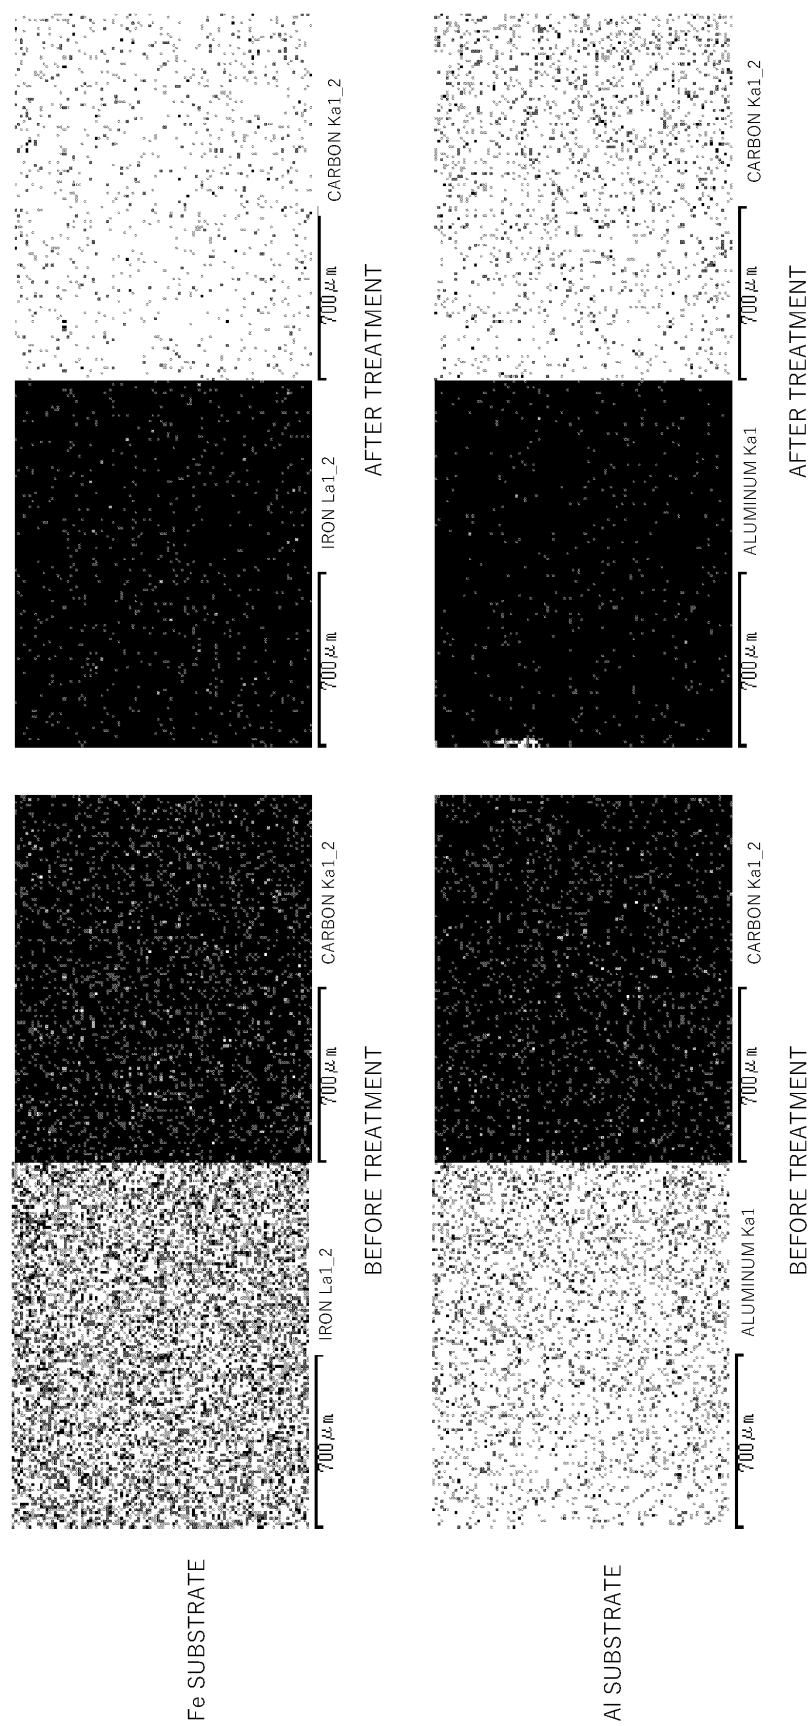 Fe SUBSTRATE
700μm
IRON La1_2
700μm
CARBON Ka1_2
BEFORE TREATMENT
700μm
IRON La1_2
700μm
CARBON Ka1_2
AFTER TREATMENT
Al SUBSTRATE
700μm
ALUMINUM Ka1
700μm
CARBON Ka1_2
BEFORE TREATMENT
700μm
ALUMINUM Ka1
700μm
CARBON Ka1_2
AFTER TREATMENT